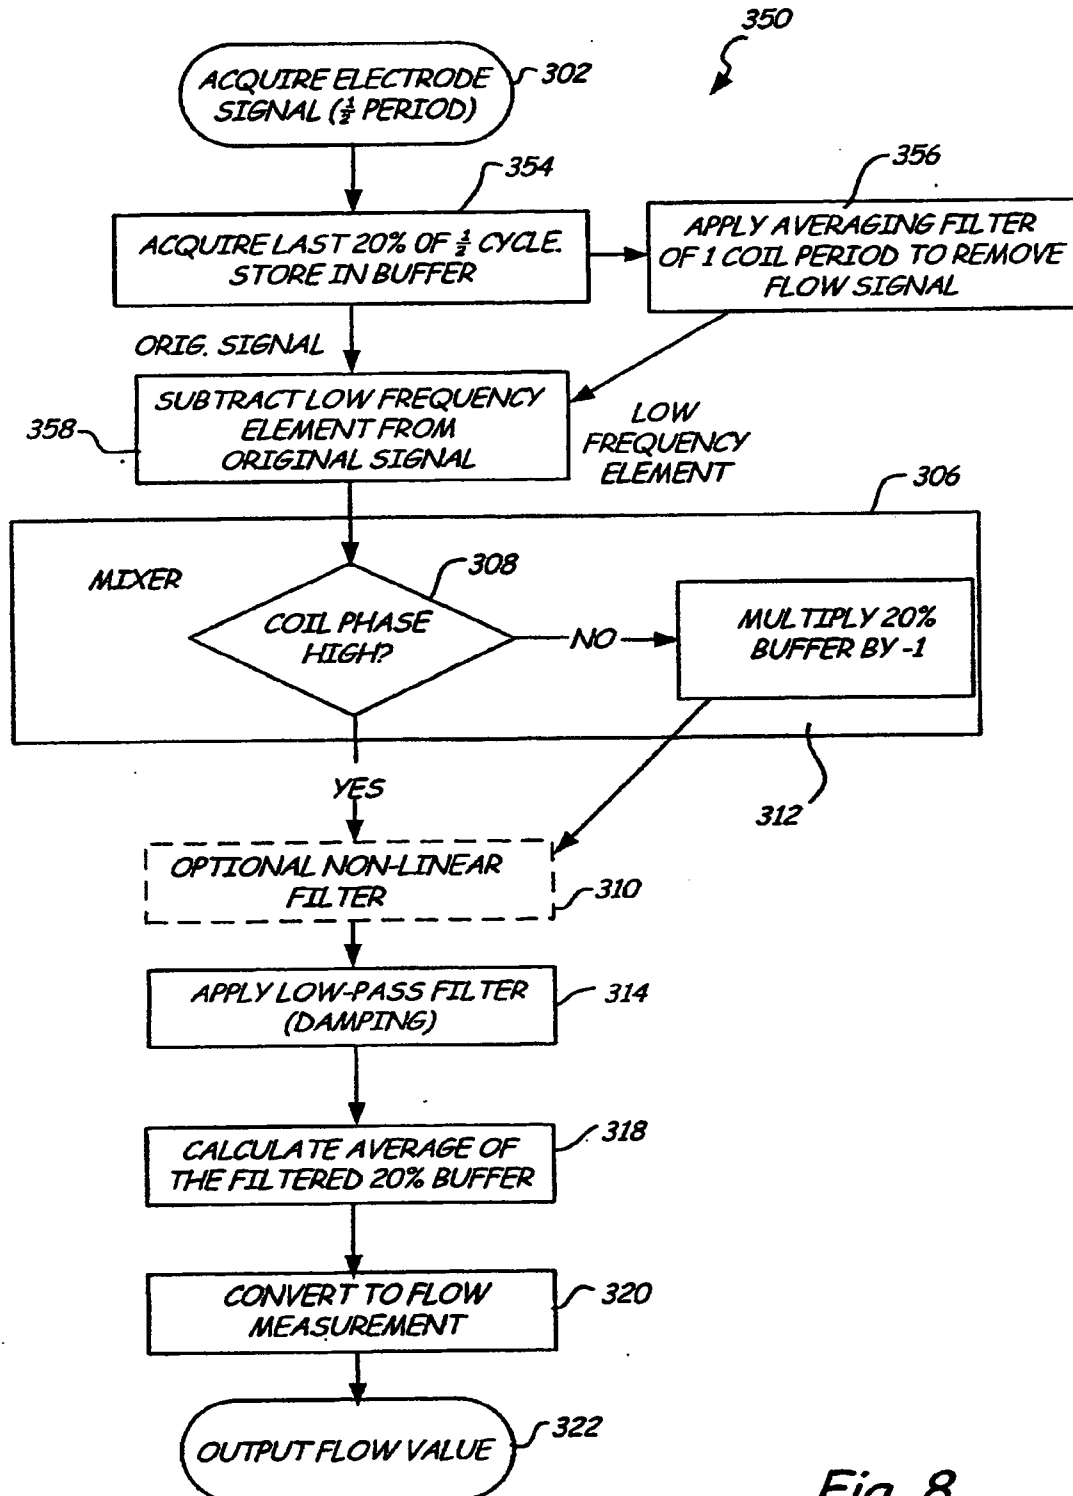 350
ACQUIRE ELECTRODE
SIGNAL (½ PERIOD)
302
354
356
ACQUIRE LAST 20% OF ½ CYCLE.
STORE IN BUFFER
APPLY AVERAGING FILTER
OF 1 COIL PERIOD TO REMOVE
FLOW SIGNAL
ORIG. SIGNAL
SUBTRACT LOW FREQUENCY
ELEMENT FROM
ORIGINAL SIGNAL
358
LOW
FREQUENCY
ELEMENT
306
MIXER
308
COIL PHASE
HIGH?
NO
MULTIPLY 20%
BUFFER BY -1
312
YES
OPTIONAL NON-LINEAR
FILTER
310
APPLY LOW-PASS FILTER
(DAMPING)
314
CALCULATE AVERAGE OF
THE FILTERED 20% BUFFER
318
CONVERT TO FLOW
MEASUREMENT
320
OUTPUT FLOW VALUE
322
Fig. 8